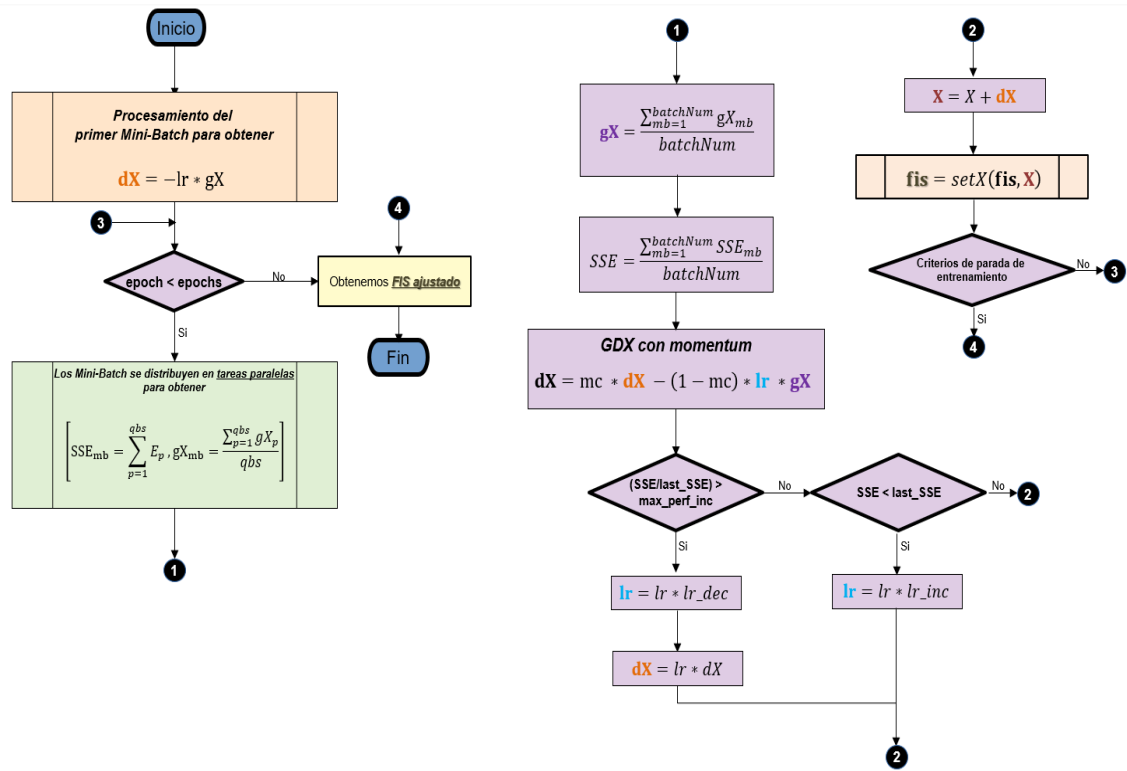 Inicio
Procesamiento del
primer Mini-Batch para obtener
dX = −lr ∗ gX
3
4
epoch < epochs
No
Obtenemos FIS ajustado
Si
Fin
Los Mini-Batch se distribuyen en tareas paralelas
para obtener
[SSE_mb = ∑_{p=1}^{qbs} E_p , gX_mb = (∑_{p=1}^{qbs} gX_p) / qbs]
1
1
gX = (∑_{mb=1}^{batchNum} gX_mb) / batchNum
SSE = (∑_{mb=1}^{batchNum} SSE_mb) / batchNum
GDX con momentum
dX = mc ∗ dX − (1 − mc) ∗ lr ∗ gX
(SSE/last_SSE) >
max_perf_inc
No
SSE < last_SSE
No
2
Si
Si
lr = lr ∗ lr_dec
lr = lr ∗ lr_inc
dX = lr ∗ dX
2
2
X = X + dX
fis = setX(fis, X)
Criterios de parada de
entrenamiento
No
3
Si
4